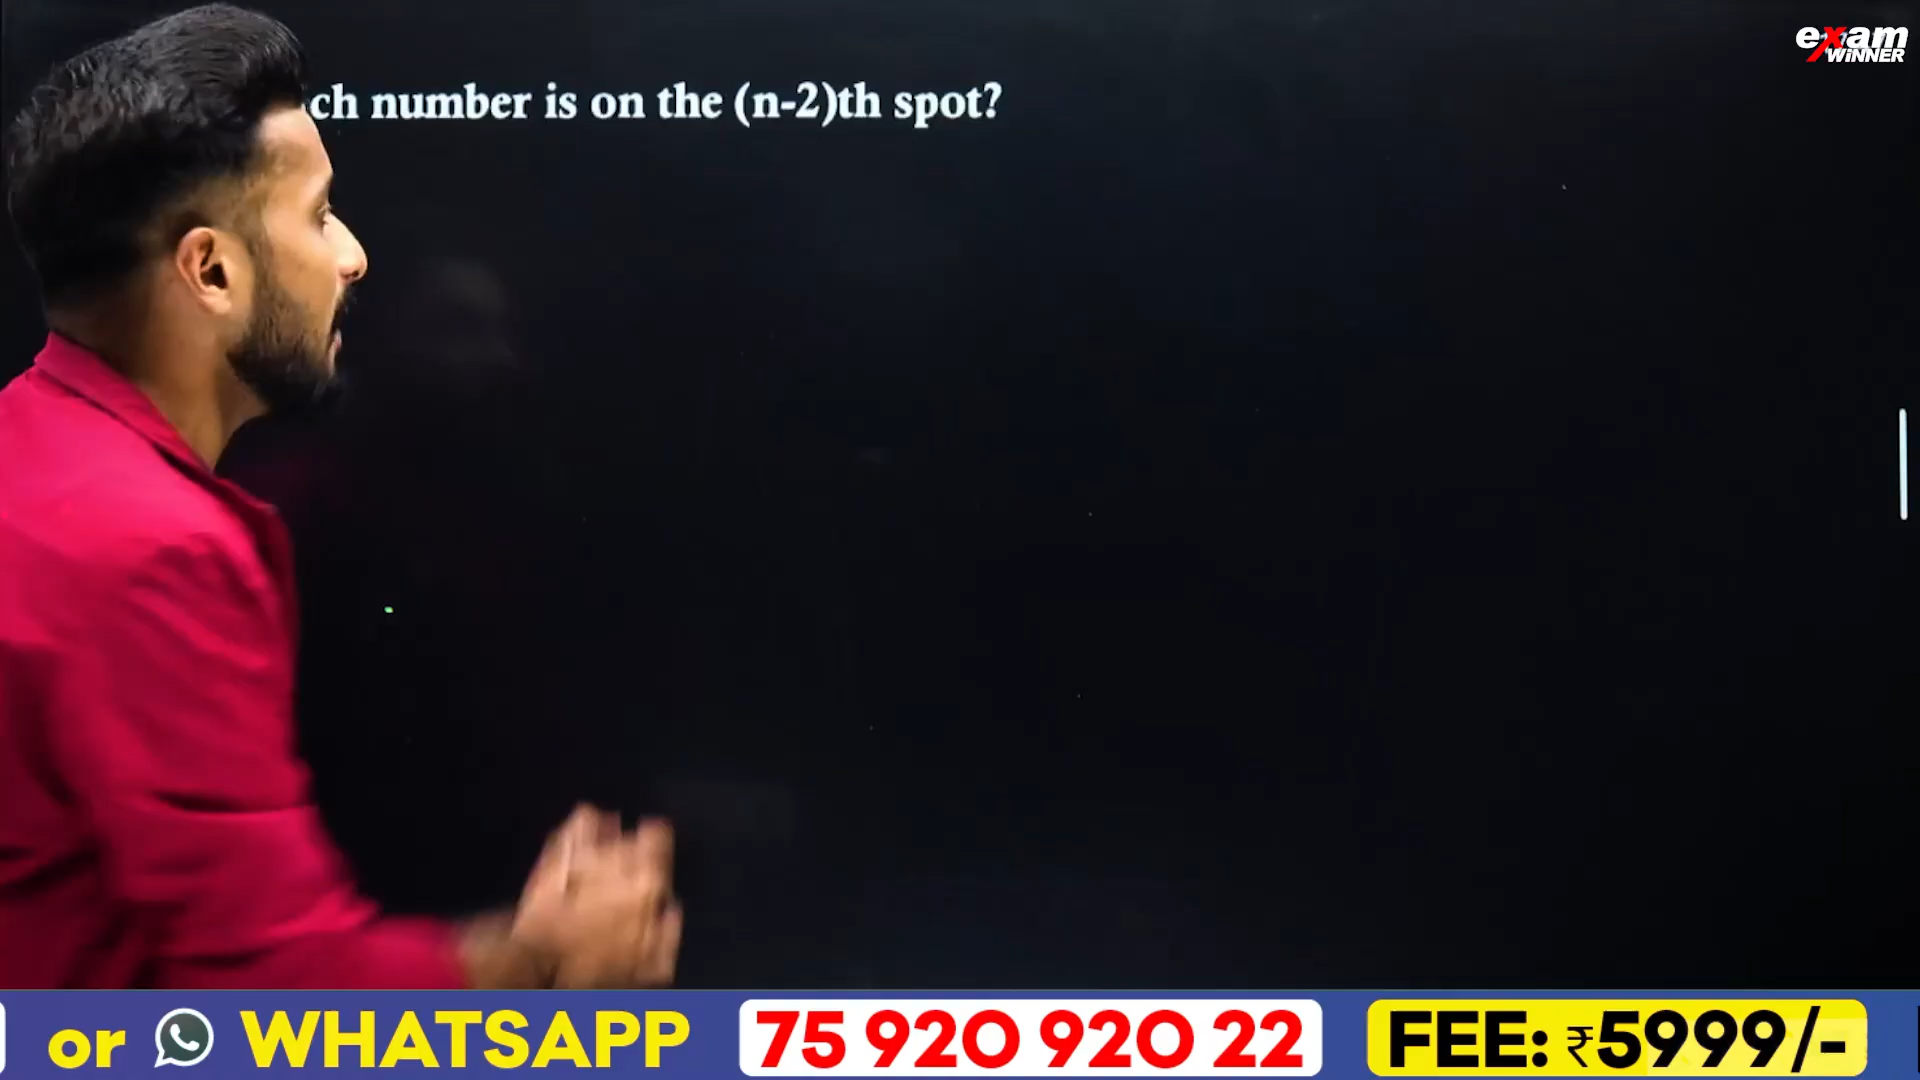 ch number is on the (n-2)th spot?
exam
WiNNER
or WHATSAPP 75 920 920 22 FEE: ₹5999/-